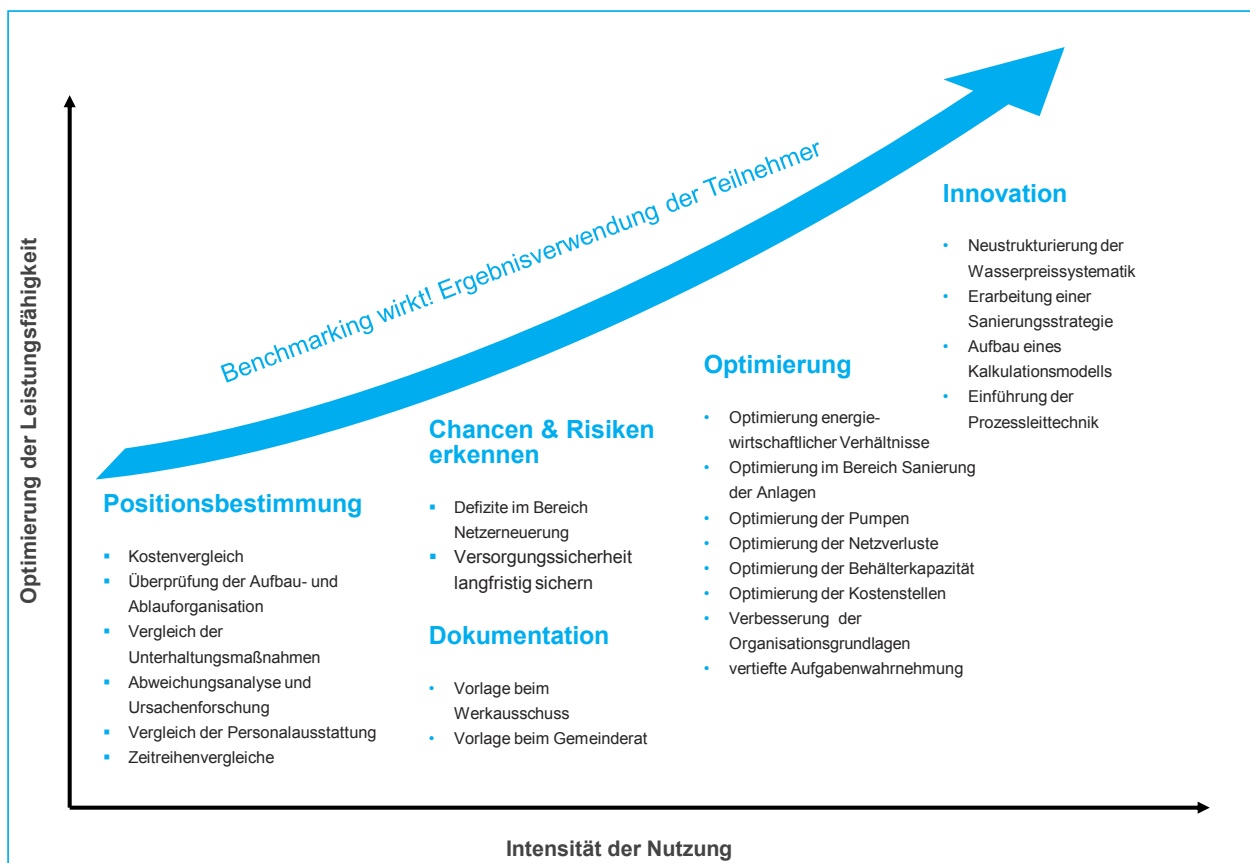 Optimierung der Leistungsfähigkeit
Benchmarking wirkt! Ergebnisverwendung der Teilnehmer
Positionsbestimmung
Kostenvergleich
Überprüfung der Aufbau- und
Ablauforganisation
Vergleich der
Unterhaltungsmaßnahmen
Abweichungsanalyse und
Ursachenforschung
Vergleich der Personalausstattung
Zeitreihenvergleiche
Chancen & Risiken
erkennen
Defizite im Bereich
Netzerneuerung
Versorgungssicherheit
langfristig sichern
Dokumentation
Vorlage beim
Werkausschuss
Vorlage beim Gemeinderat
Optimierung
Optimierung energie-
wirtschaftlicher Verhältnisse
Optimierung im Bereich Sanierung
der Anlagen
Optimierung der Pumpen
Optimierung der Netzverluste
Optimierung der Behälterkapazität
Optimierung der Kostenstellen
Verbesserung der
Organisationsgrundlagen
vertiefte Aufgabenwahrnehmung
Innovation
Neustrukturierung der
Wasserpreissystematik
Erarbeitung einer
Sanierungsstrategie
Aufbau eines
Kalkulationsmodells
Einführung der
Prozessleittechnik
Intensität der Nutzung